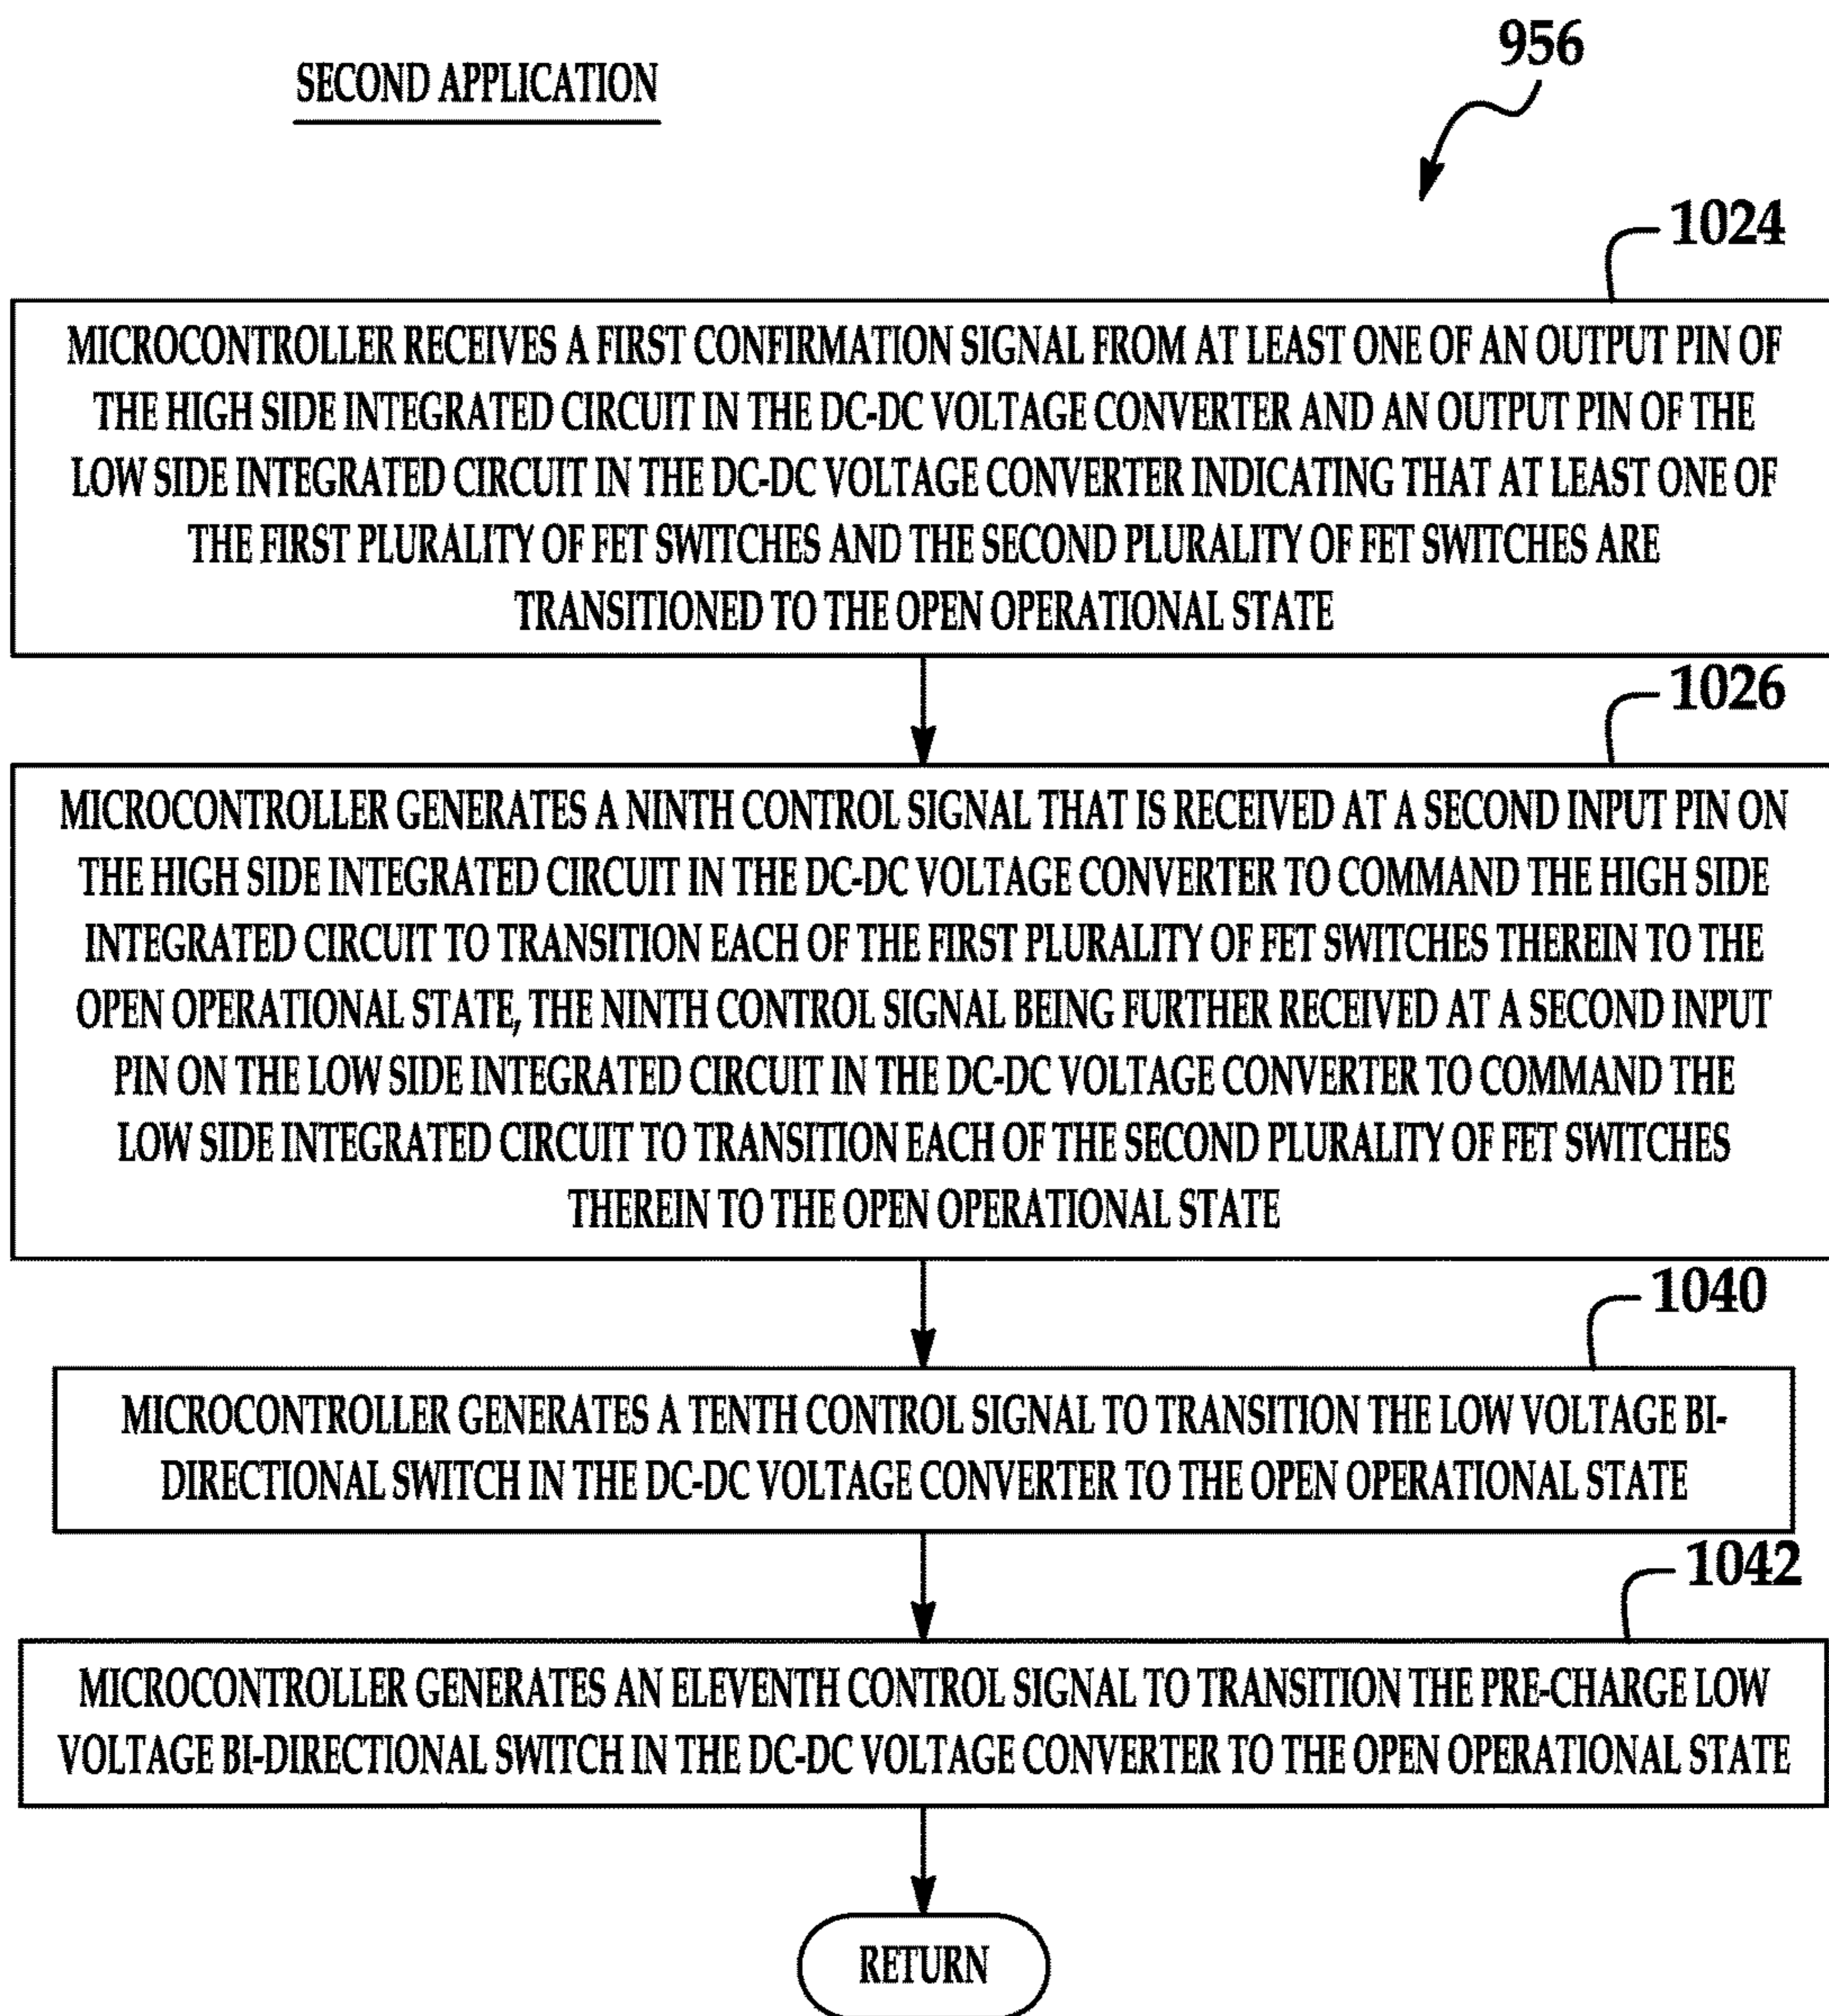 SECOND APPLICATION
956
1024
MICROCONTROLLER RECEIVES A FIRST CONFIRMATION SIGNAL FROM AT LEAST ONE OF AN OUTPUT PIN OF
THE HIGH SIDE INTEGRATED CIRCUIT IN THE DC-DC VOLTAGE CONVERTER AND AN OUTPUT PIN OF THE
LOW SIDE INTEGRATED CIRCUIT IN THE DC-DC VOLTAGE CONVERTER INDICATING THAT AT LEAST ONE OF
THE FIRST PLURALITY OF FET SWITCHES AND THE SECOND PLURALITY OF FET SWITCHES ARE
TRANSITIONED TO THE OPEN OPERATIONAL STATE
1026
MICROCONTROLLER GENERATES A NINTH CONTROL SIGNAL THAT IS RECEIVED AT A SECOND INPUT PIN ON
THE HIGH SIDE INTEGRATED CIRCUIT IN THE DC-DC VOLTAGE CONVERTER TO COMMAND THE HIGH SIDE
INTEGRATED CIRCUIT TO TRANSITION EACH OF THE FIRST PLURALITY OF FET SWITCHES THEREIN TO THE
OPEN OPERATIONAL STATE, THE NINTH CONTROL SIGNAL BEING FURTHER RECEIVED AT A SECOND INPUT
PIN ON THE LOW SIDE INTEGRATED CIRCUIT IN THE DC-DC VOLTAGE CONVERTER TO COMMAND THE
LOW SIDE INTEGRATED CIRCUIT TO TRANSITION EACH OF THE SECOND PLURALITY OF FET SWITCHES
THEREIN TO THE OPEN OPERATIONAL STATE
1040
MICROCONTROLLER GENERATES A TENTH CONTROL SIGNAL TO TRANSITION THE LOW VOLTAGE BI-
DIRECTIONAL SWITCH IN THE DC-DC VOLTAGE CONVERTER TO THE OPEN OPERATIONAL STATE
1042
MICROCONTROLLER GENERATES AN ELEVENTH CONTROL SIGNAL TO TRANSITION THE PRE-CHARGE LOW
VOLTAGE BI-DIRECTIONAL SWITCH IN THE DC-DC VOLTAGE CONVERTER TO THE OPEN OPERATIONAL STATE
RETURN